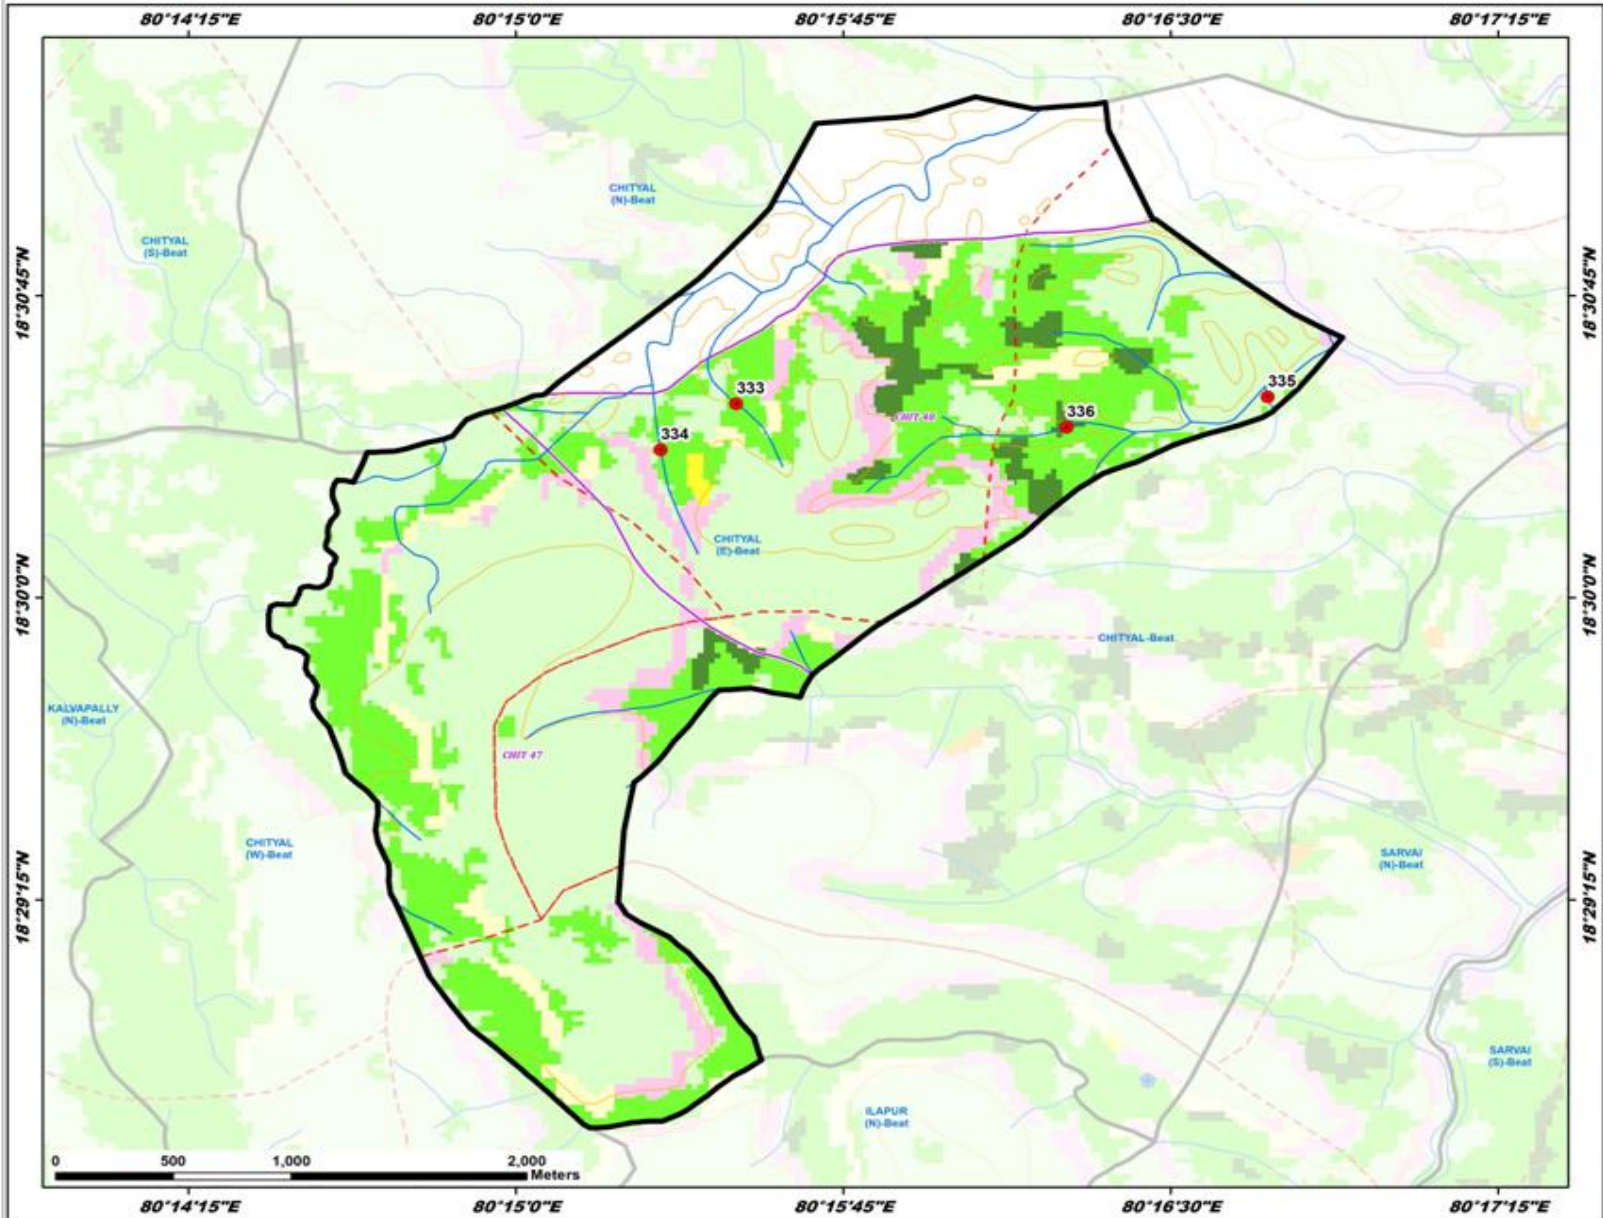 80°14'15"E 80°15'0"E 80°15'45"E 80°16'30"E 80°17'15"E
CHITYAL
(N)-Beat
CHITYAL
(S)-Beat
18°30'45"N
18°30'45"N
333
335
336
CHIT 48
334
CHITYAL
(E)-Beat
18°30'0"N
18°30'0"N
CHITYAL-Beat
KALVAPALLY
(N)-Beat
CHIT 47
CHITYAL
(W)-Beat
SARVAI
(N)-Beat
18°29'15"N
18°29'15"N
SARVAI
(S)-Beat
ILAPUR
(N)-Beat
0 500 1,000 2,000
Meters
80°14'15"E 80°15'0"E 80°15'45"E 80°16'30"E 80°17'15"E